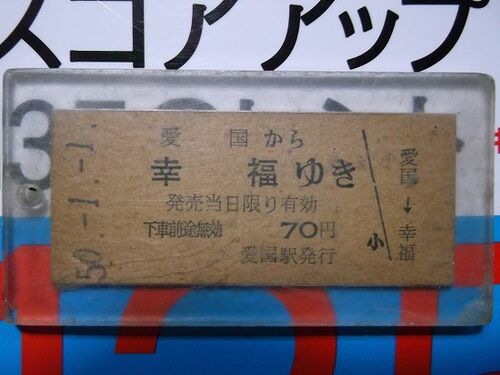 スコアアップ
50.-1.-1.
愛国から
幸福ゆき
発売当日限り有効
下車前途無効 70円
愛国駅発行
小
愛国→幸福